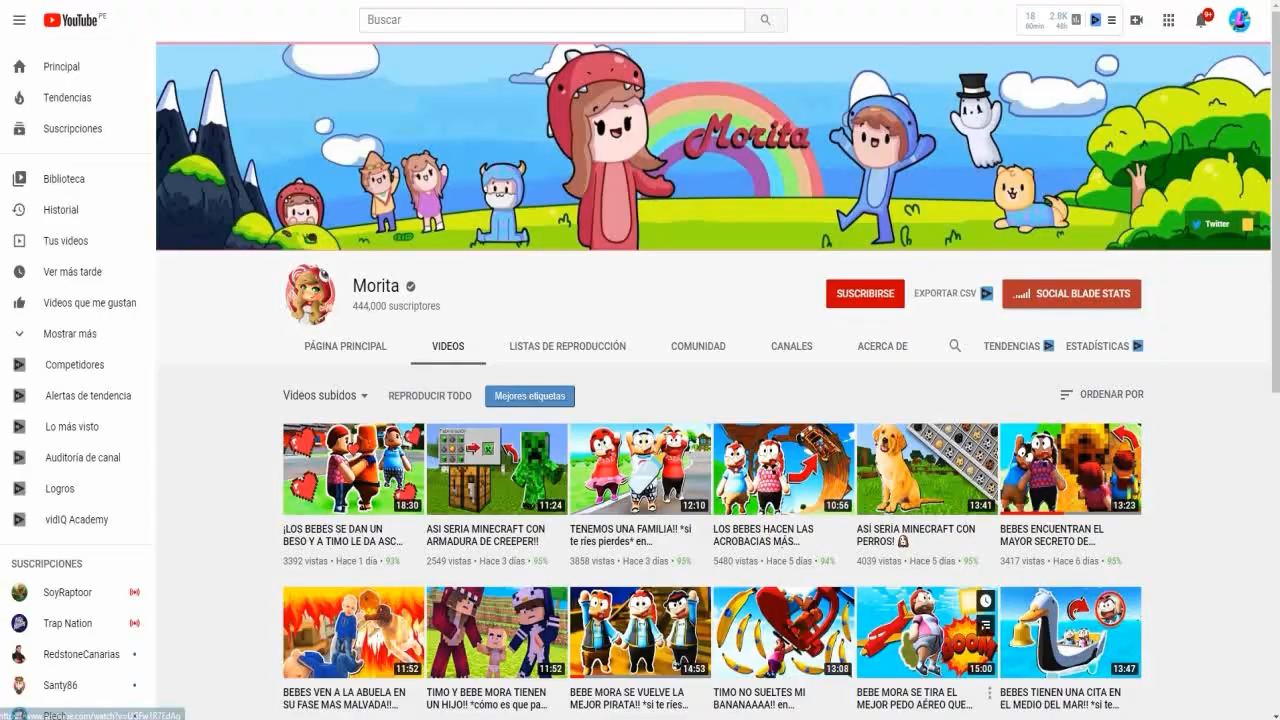 YouTube PE
Buscar
18
60min
2.8K
48h
9+
Principal
Tendencias
Suscripciones
Biblioteca
Historial
Tus videos
Ver más tarde
Videos que me gustan
Mostrar más
Competidores
Alertas de tendencia
Lo más visto
Auditoría de canal
Logros
vidIQ Academy
SUSCRIPCIONES
SoyRaptoor
Trap Nation
RedstoneCanarias
Santy86
Morita
Twitter
Morita
444,000 suscriptores
SUSCRIBIRSE
EXPORTAR CSV
SOCIAL BLADE STATS
PÁGINA PRINCIPAL
VIDEOS
LISTAS DE REPRODUCCIÓN
COMUNIDAD
CANALES
ACERCA DE
TENDENCIAS
ESTADÍSTICAS
Videos subidos
REPRODUCIR TODO
Mejores etiquetas
ORDENAR POR
18:30
¡LOS BEBES SE DAN UN
BESO Y A TIMO LE DA ASC...
3392 vistas • Hace 1 día • 93%
11:24
ASI SERIA MINECRAFT CON
ARMADURA DE CREEPER!!
2549 vistas • Hace 3 días • 95%
12:10
TENEMOS UNA FAMILIA!! *si
te ríes pierdes* en...
3858 vistas • Hace 3 días • 95%
10:56
LOS BEBES HACEN LAS
ACROBACIAS MÁS...
5480 vistas • Hace 5 días • 94%
13:41
ASÍ SERIA MINECRAFT CON
PERROS!
4039 vistas • Hace 5 días • 95%
13:23
BEBES ENCUENTRAN EL
MAYOR SECRETO DE...
3417 vistas • Hace 6 días • 95%
11:52
BEBES VEN A LA ABUELA EN
SU FASE MAS MALVADA!!...
11:52
TIMO Y BEBE MORA TIENEN
UN HIJO!! *cómo es que pa...
14:53
BEBE MORA SE VUELVE LA
MEJOR PIRATA!! *si te ríes...
13:08
TIMO NO SUELTES MI
BANANAAAA!! en...
BOOM!
15:00
BEBE MORA SE TIRA EL
MEJOR PEDO AÉREO QUE...
13:47
BEBES TIENEN UNA CITA EN
EL MEDIO DEL MAR!! *si te...